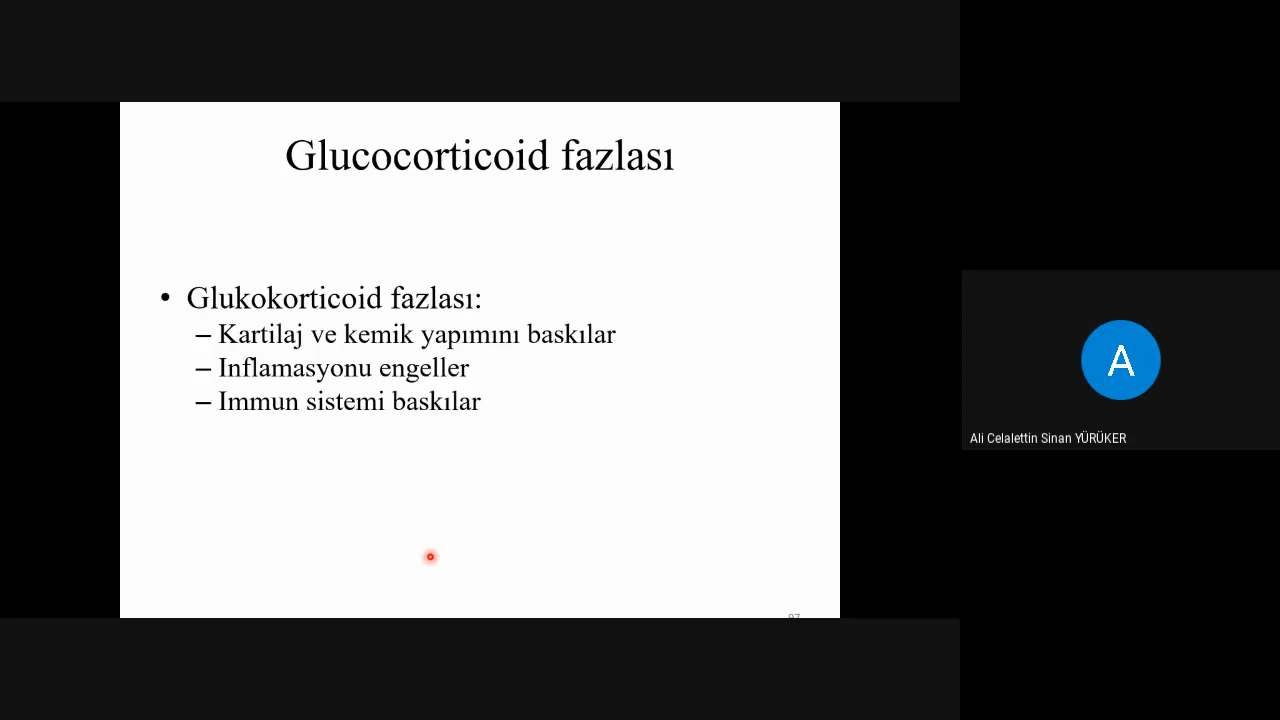 Glucocorticoid fazlası
• Glukokorticoid fazlası:
– Kartilaj ve kemik yapımını baskılar
– Inflamasyonu engeller
– Immun sistemi baskılar
A
Ali Celalettin Sinan YÜRÜKER